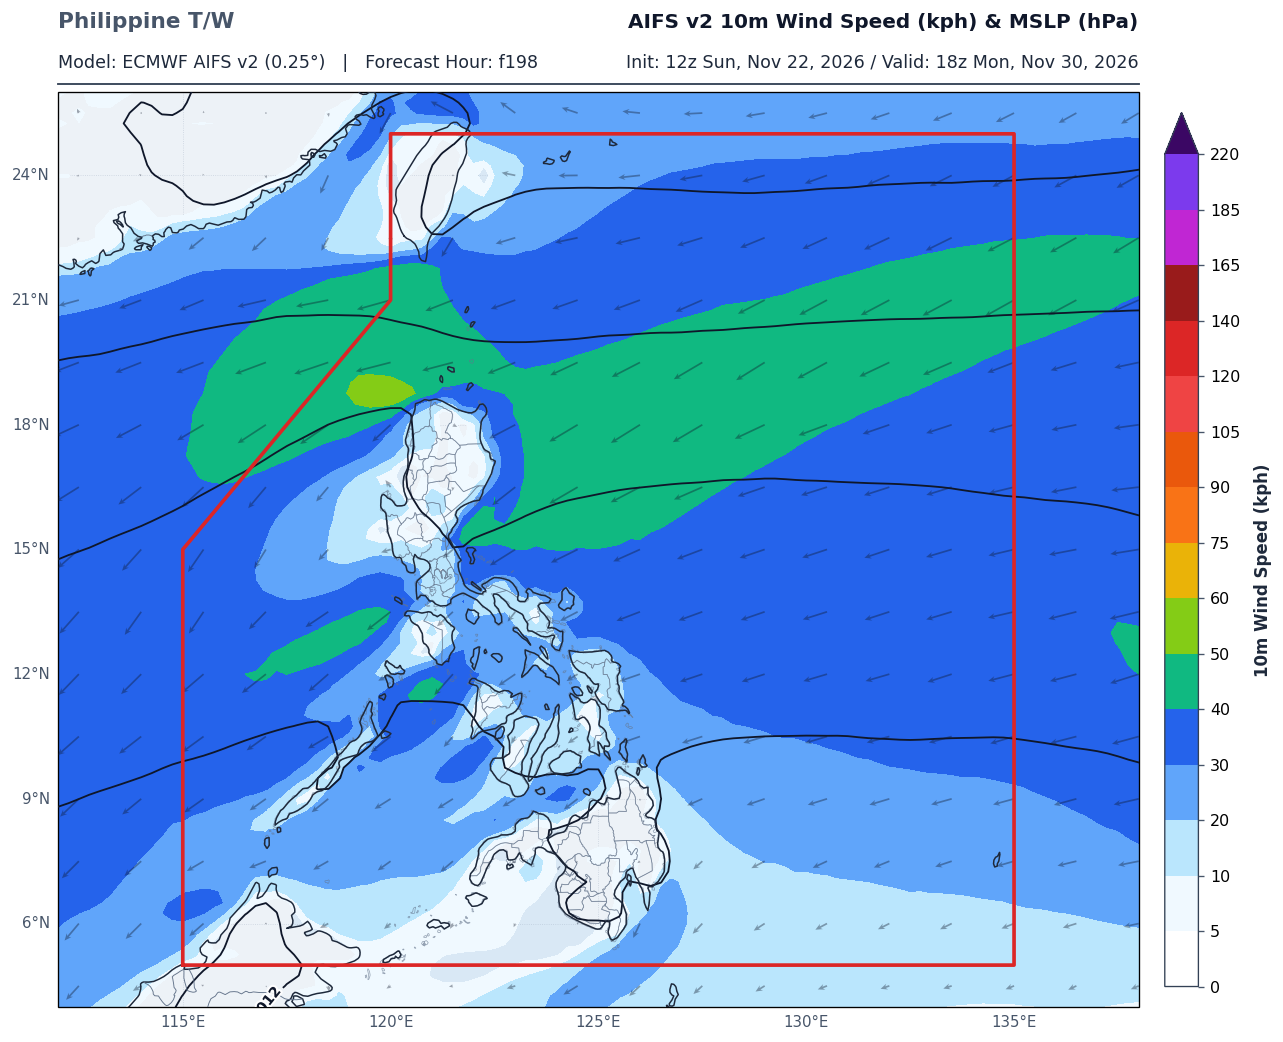 Philippine T/W
AIFS v2 10m Wind Speed (kph) & MSLP (hPa)
Model: ECMWF AIFS v2 (0.25°) | Forecast Hour: f198
Init: 12z Sun, Nov 22, 2026 / Valid: 18z Mon, Nov 30, 2026
24°N
21°N
18°N
15°N
12°N
9°N
6°N
115°E
120°E
125°E
130°E
135°E
012
220
185
165
140
120
105
90
75
60
50
40
30
20
10
5
0
10m Wind Speed (kph)